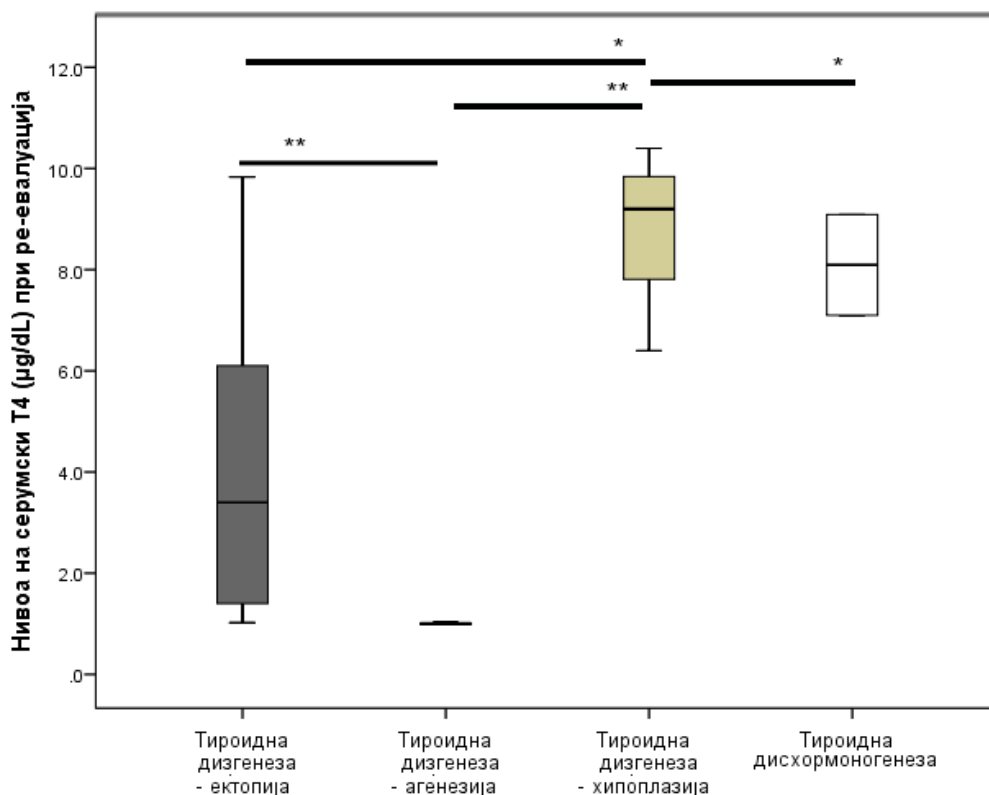 Нивоа на серумски Т4 (µg/dL) при ре-евалуација
12.0
10.0
8.0
6.0
4.0
2.0
.0
*
**
*
**
Тироидна
дизгенеза
- ектопија
Тироидна
дизгенеза
- агенезија
Тироидна
дизгенеза
- хипоплазија
Тироидна
дисхормоногенеза